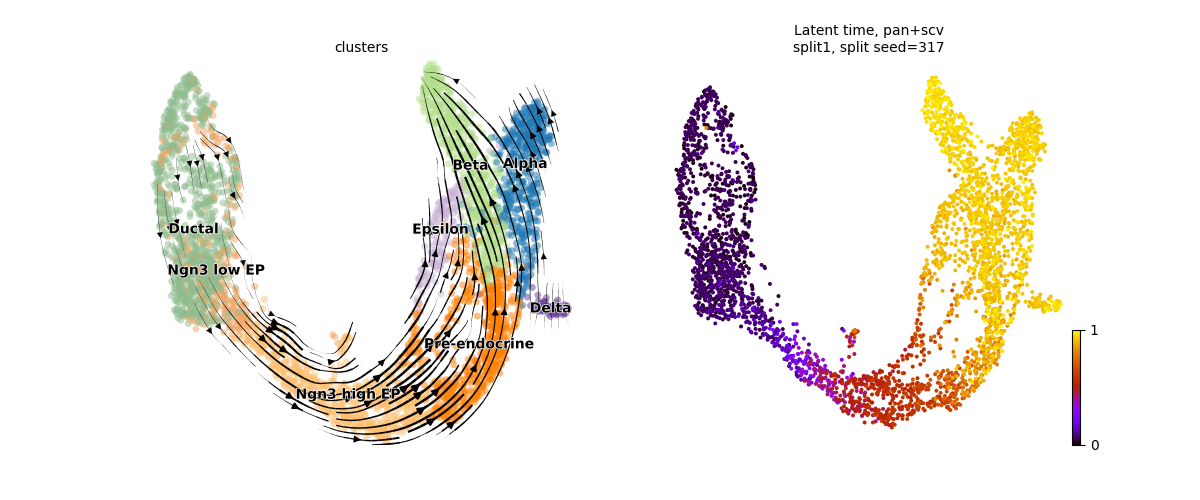 clusters
Beta
Alpha
Ductal
Epsilon
Ngn3 low EP
Delta
Pre-endocrine
Ngn3 high EP
Latent time, pan+scv
split1, split seed=317
1
0